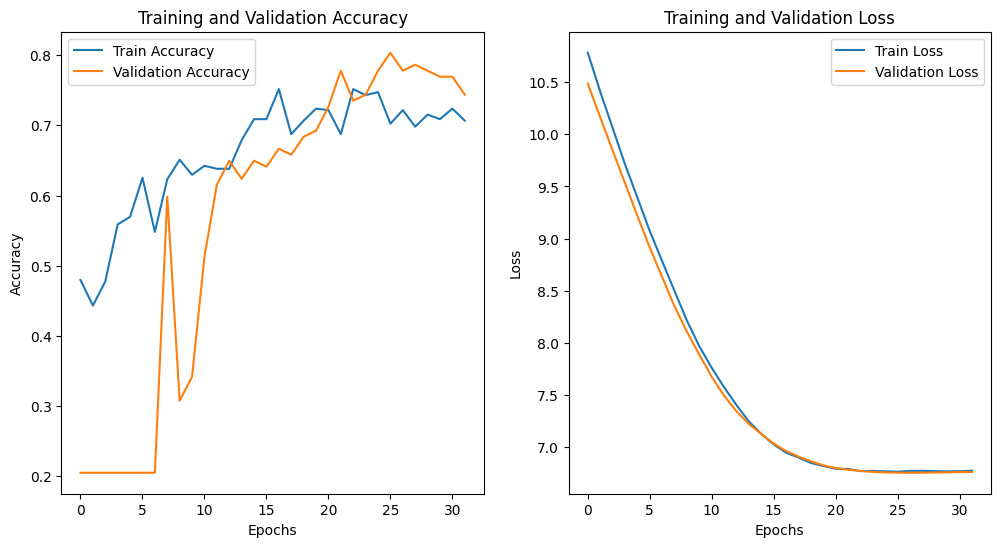 Training and Validation Accuracy
Train Accuracy
Validation Accuracy
0.8
0.7
0.6
0.5
0.4
0.3
0.2
Accuracy
0 5 10 15 20 25 30
Epochs
Training and Validation Loss
Train Loss
Validation Loss
10.5
10.0
9.5
9.0
8.5
8.0
7.5
7.0
Loss
0 5 10 15 20 25 30
Epochs